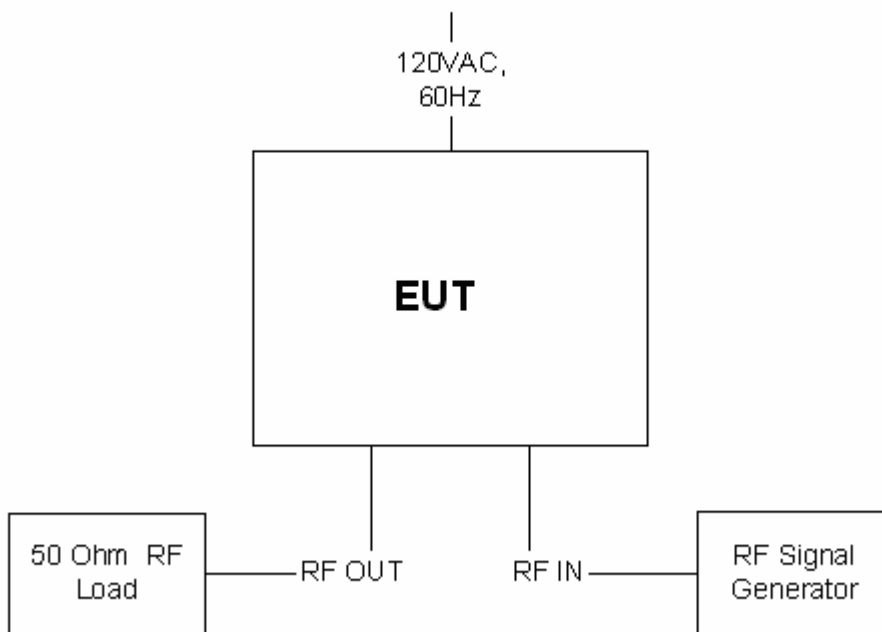 120VAC,
60Hz
EUT
50 Ohm RF
Load
RF OUT
RF IN
RF Signal
Generator